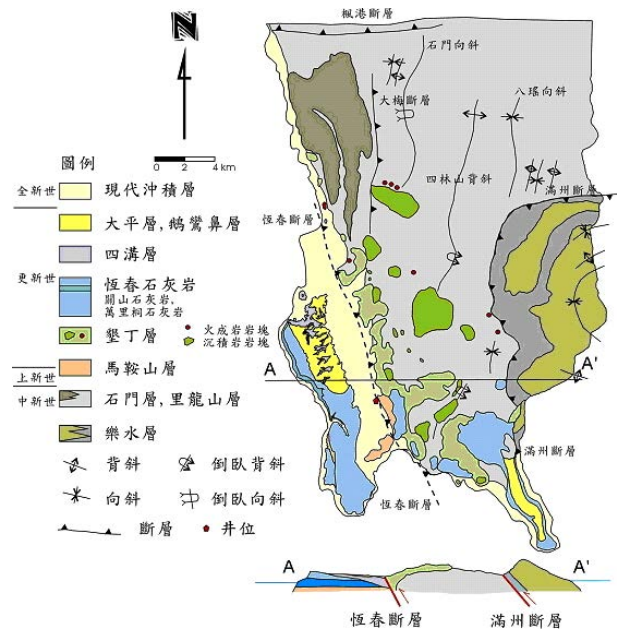 N
0 2 4 km
圖例
全新世
現代沖積層
大平層,鵝鑾鼻層
四溝層
更新世
恆春石灰岩
關山石灰岩,
萬里桐石灰岩
墾丁層
火成岩岩塊
沉積岩岩塊
馬鞍山層
上新世
中新世
石門層,里龍山層
樂水層
背斜
倒臥背斜
向斜
倒臥向斜
斷層
井位
楓港斷層
石門向斜
大梅斷層
八瑤向斜
四林山背斜
滿州斷層
恆春斷層
A
A'
滿州斷層
恆春斷層
A
A'
恆春斷層
滿州斷層